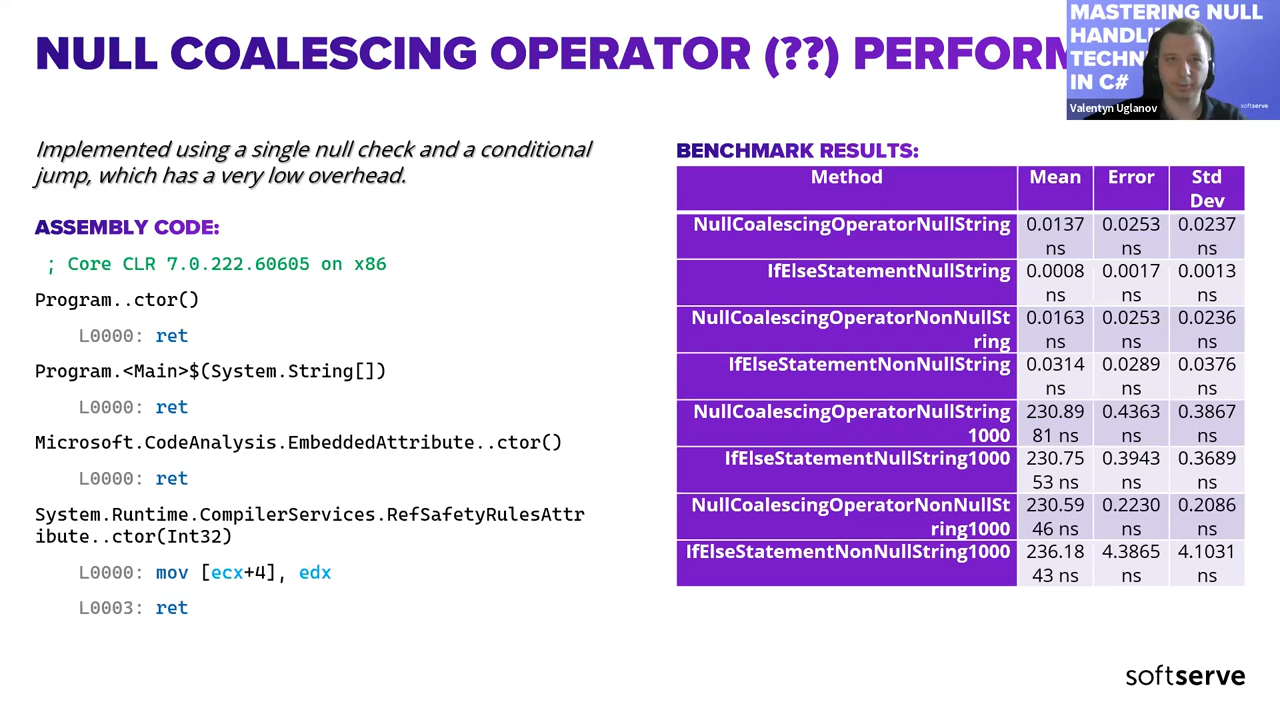 NULL COALESCING OPERATOR (??) PERFORM
MASTERING NULL
HANDLI
TECHN
IN C#
Valentyn Uglanov
softserve
Implemented using a single null check and a conditional
jump, which has a very low overhead.
ASSEMBLY CODE:
; Core CLR 7.0.222.60605 on x86
Program..ctor()
L0000: ret
Program.<Main>$(System.String[])
L0000: ret
Microsoft.CodeAnalysis.EmbeddedAttribute..ctor()
L0000: ret
System.Runtime.CompilerServices.RefSafetyRulesAttr
ibute..ctor(Int32)
L0000: mov [ecx+4], edx
L0003: ret
BENCHMARK RESULTS:
Method Mean Error Std
Dev
NullCoalescingOperatorNullString 0.0137 0.0253 0.0237
ns ns ns
IfElseStatementNullString 0.0008 0.0017 0.0013
ns ns ns
NullCoalescingOperatorNonNullSt 0.0163 0.0253 0.0236
ring ns ns ns
IfElseStatementNonNullString 0.0314 0.0289 0.0376
ns ns ns
NullCoalescingOperatorNullString 230.89 0.4363 0.3867
1000 81 ns ns ns
IfElseStatementNullString1000 230.75 0.3943 0.3689
53 ns ns ns
NullCoalescingOperatorNonNullSt 230.59 0.2230 0.2086
ring1000 46 ns ns ns
IfElseStatementNonNullString1000 236.18 4.3865 4.1031
43 ns ns ns
softserve